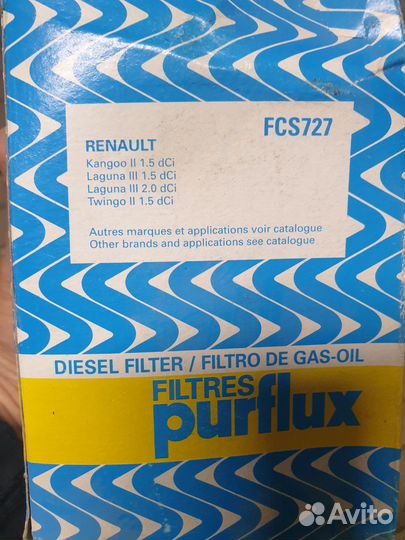 FCS727
RENAULT
Kangoo II 1.5 dCi
Laguna III 1.5 dCi
Laguna III 2.0 dCi
Twingo II 1.5 dCi
Autres marques et applications voir catalogue
Other brands and applications see catalogue
DIESEL FILTER / FILTRO DE GAS-OIL
FILTRES
purflux
Avito